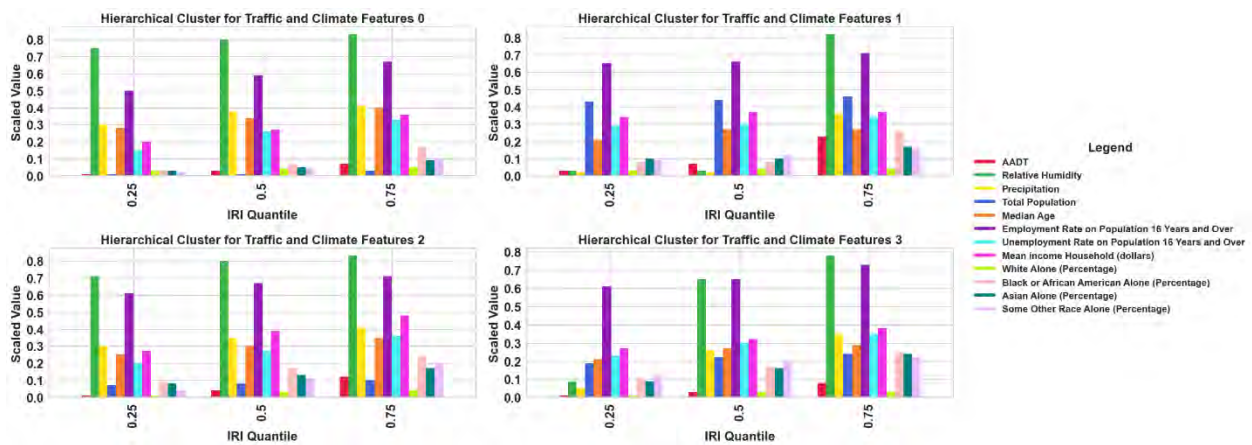 Hierarchical Cluster for Traffic and Climate Features 0
0.8
0.7
0.6
0.5
0.4
0.3
0.2
0.1
0.0
Scaled Value
0.25
0.5
0.75
IRI Quantile
Hierarchical Cluster for Traffic and Climate Features 1
0.8
0.7
0.6
0.5
0.4
0.3
0.2
0.1
0.0
Scaled Value
0.25
0.5
0.75
IRI Quantile
Legend
AADT
Relative Humidity
Precipitation
Total Population
Median Age
Employment Rate on Population 16 Years and Over
Unemployment Rate on Population 16 Years and Over
Mean income Household (dollars)
White Alone (Percentage)
Black or African American Alone (Percentage)
Asian Alone (Percentage)
Some Other Race Alone (Percentage)
Hierarchical Cluster for Traffic and Climate Features 2
0.8
0.7
0.6
0.5
0.4
0.3
0.2
0.1
0.0
Scaled Value
0.25
0.5
0.75
IRI Quantile
Hierarchical Cluster for Traffic and Climate Features 3
0.8
0.7
0.6
0.5
0.4
0.3
0.2
0.1
0.0
Scaled Value
0.25
0.5
0.75
IRI Quantile